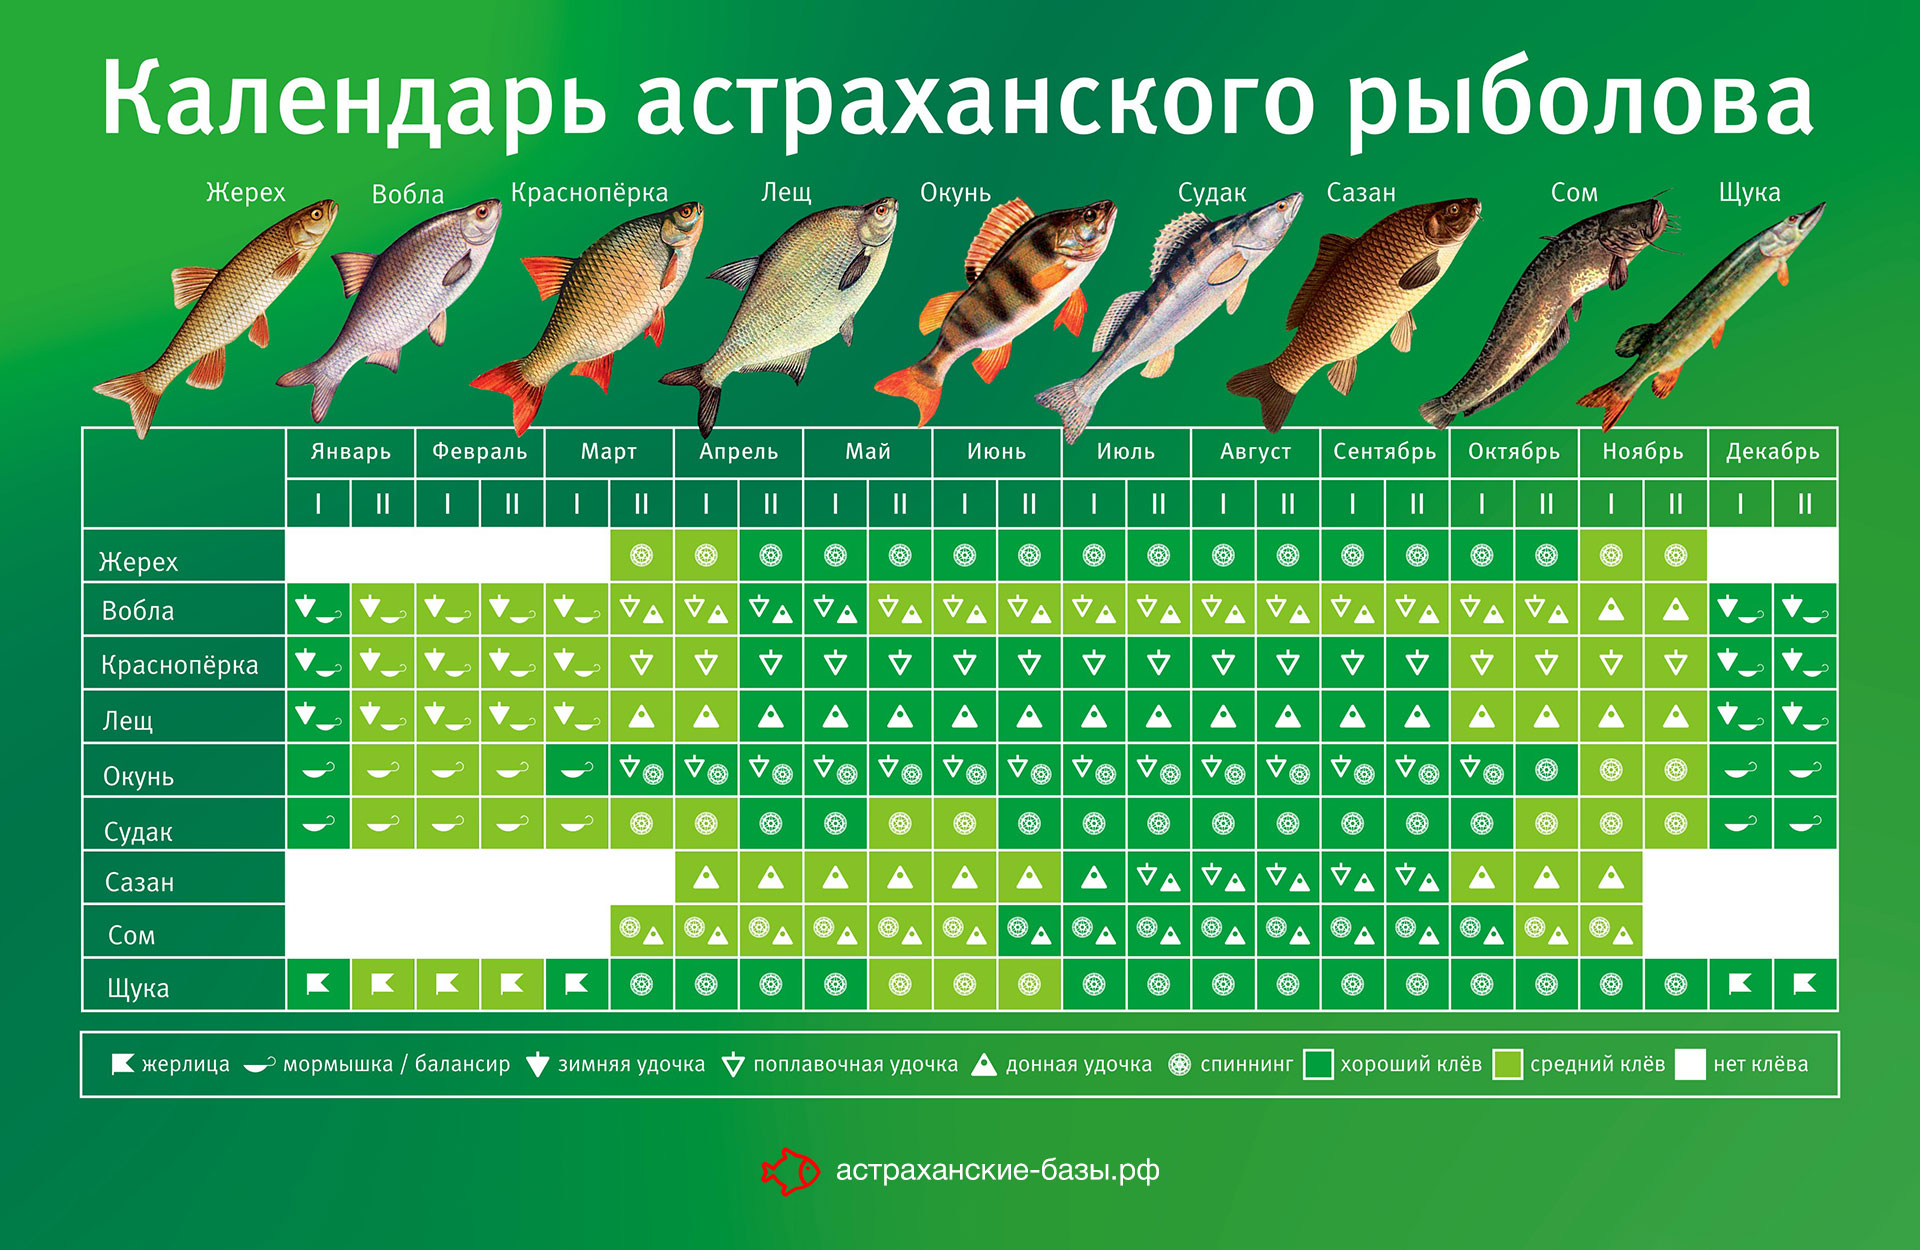 Календарь астраханского рыболова
Жерех Вобла Краснопёрка Лещ Окунь Судак Сазан Сом Щука
Январь Февраль Март Апрель Май Июнь Июль Август Сентябрь Октябрь Ноябрь Декабрь
I II I II I II I II I II I II I II I II I II I II I II I II
Жерех
Вобла
Краснопёрка
Лещ
Окунь
Судак
Сазан
Сом
Щука
жерлица мормышка / балансир зимняя удочка поплавочная удочка донная удочка спиннинг хороший клёв средний клёв нет клёва
астраханские-базы.рф